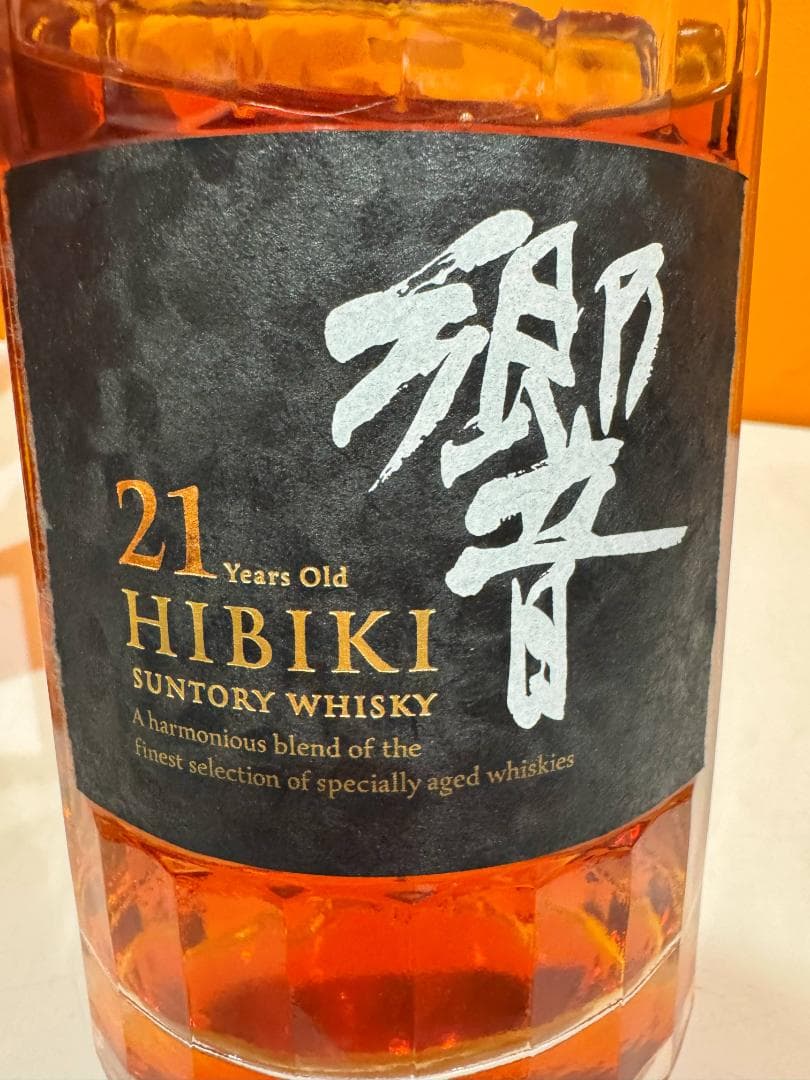 響
21 Years Old
HIBIKI
SUNTORY WHISKY
A harmonious blend of the
finest selection of specially aged whiskies